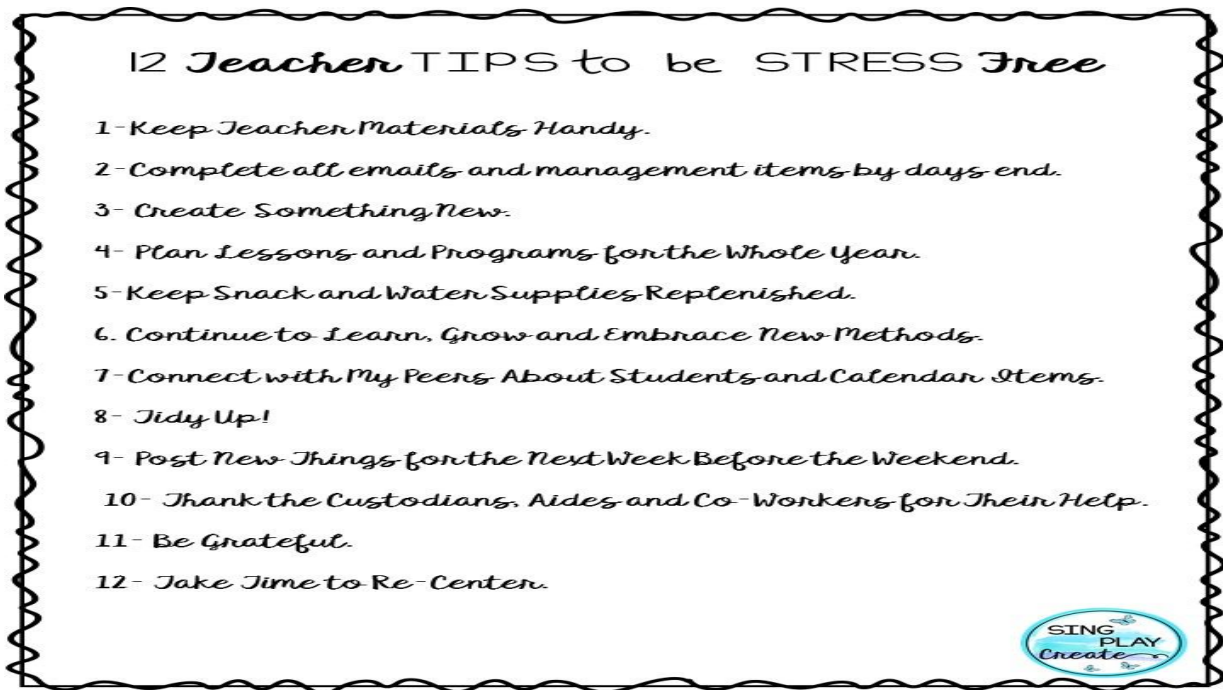 12 Teacher TIPS to be STRESS Free
1-Keep Teacher Materials Handy.
2-Complete all emails and management items by days end.
3- Create Something New.
4- Plan Lessons and Programs for the Whole Year.
5-Keep Snack and Water Supplies Replenished.
6. Continue to Learn, Grow and Embrace New Methods.
7-Connect with My Peers About Students and Calendar Items.
8- Tidy Up!
9- Post New Things for the Next Week Before the Weekend.
10- Thank the Custodians, Aides and Co-Workers for Their Help.
11- Be Grateful.
12- Take Time to Re-Center.
SING
PLAY
Create